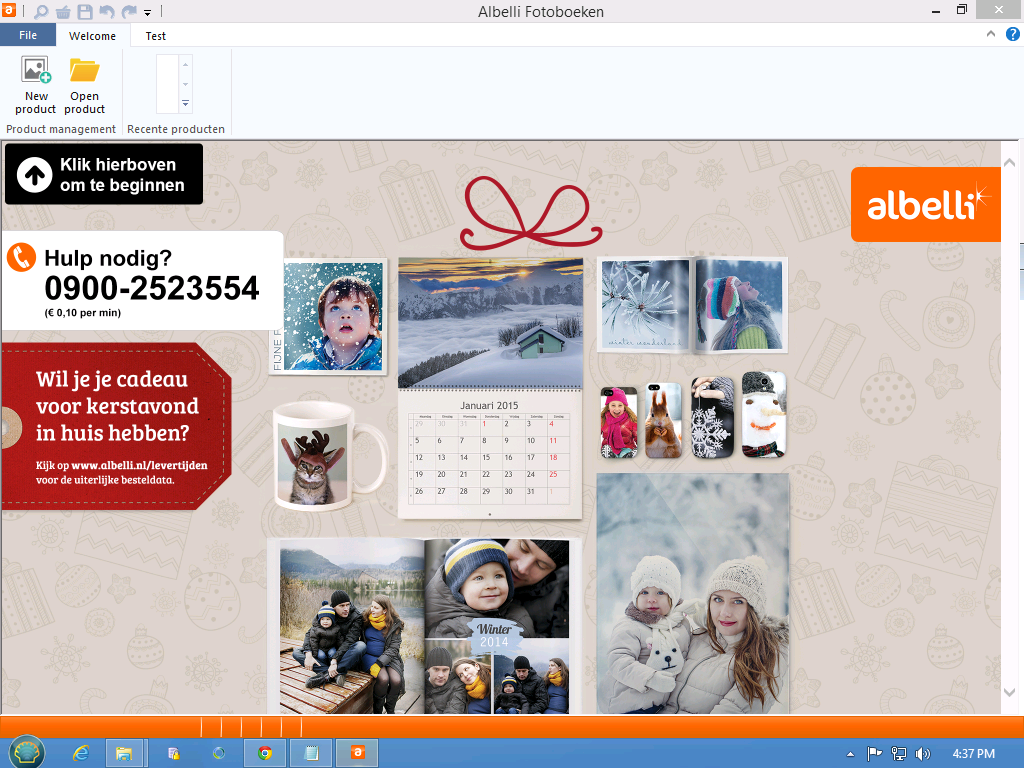 Albelli Fotoboeken
File
Welcome
Test
New
product
Open
product
Product management
Recente producten
Klik hierboven
om te beginnen
albelli
Hulp nodig?
0900-2523554
(€ 0,10 per min)
FIJNE
winter wonderland
Wil je je cadeau
voor kerstavond
in huis hebben?
Kijk op www.albelli.nl/levertijden
voor de uiterlijke besteldata.
Januari 2015
Maandag Dinsdag Woensdag Donderdag Vrijdag Zaterdag Zondag
29 30 31 1 2 3 4
5 6 7 8 9 10 11
12 13 14 15 16 17 18
19 20 21 22 23 24 25
26 27 28 29 30 31 1
Winter
2014
4:37 PM